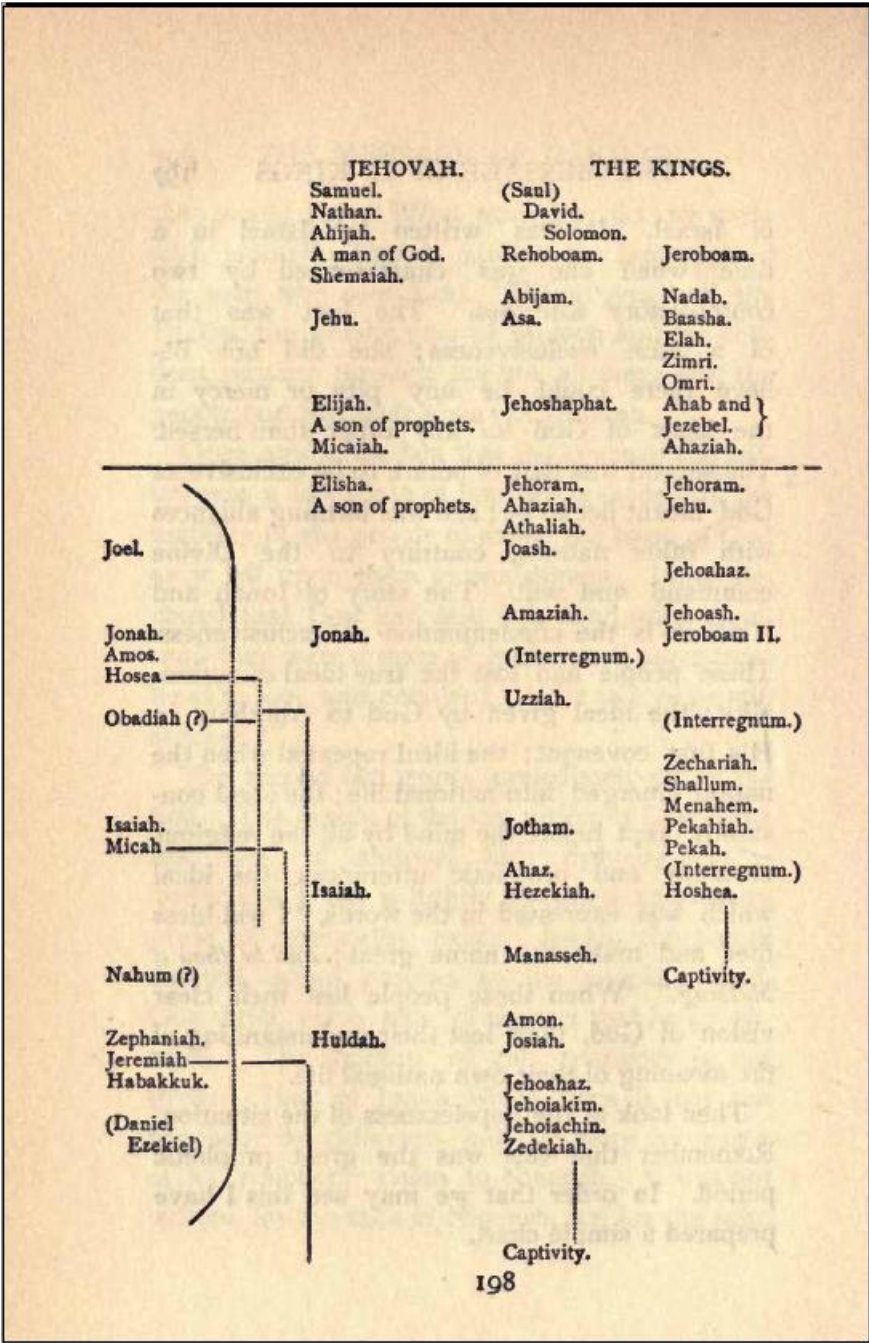 JEHOVAH. THE KINGS.
Samuel. (Saul)
Nathan. David.
Ahijah. Solomon.
A man of God. Rehoboam. Jeroboam.
Shemaiah.
Abijam. Nadab.
Jehu. Asa. Baasha.
Elah.
Zimri.
Omri.
Elijah. Jehoshaphat. Ahab and }
A son of prophets. Jezebel.
Micaiah. Ahaziah.
Elisha. Jehoram. Jehoram.
A son of prophets. Ahaziah. Jehu.
Athaliah.
Joel. Joash.
Jehoahaz.
Amaziah. Jehoash.
Jonah. Jonah. Jeroboam II.
Amos. (Interregnum.)
Hosea
Uzziah.
Obadiah (?) (Interregnum.)
Zechariah.
Shallum.
Menahem.
Isaiah. Jotham. Pekahiah.
Micah Pekah.
Ahaz. (Interregnum.)
Isaiah. Hezekiah. Hoshea.
Manasseh.
Nahum (?) Captivity.
Amon.
Zephaniah. Huldah. Josiah.
Jeremiah
Habakkuk. Jehoahaz.
Jehoiakim.
(Daniel Jehoiachin.
Ezekiel) Zedekiah.
Captivity.
198